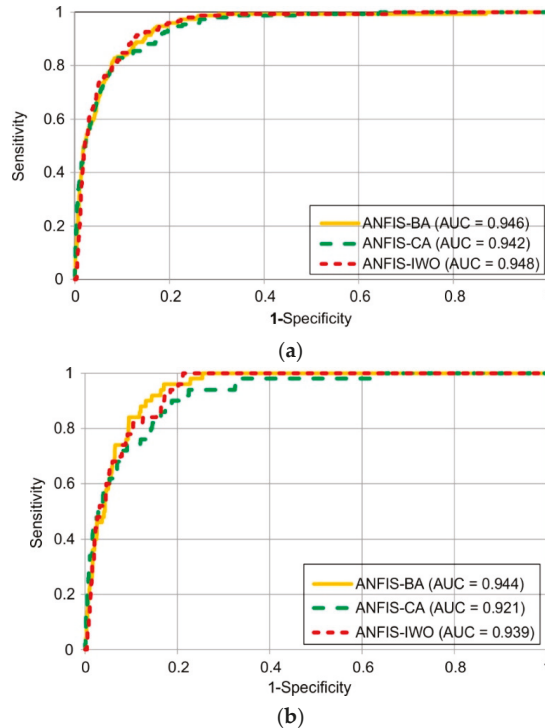 1
0.8
0.6
0.4
0.2
0
Sensitivity
ANFIS-BA (AUC = 0.946)
ANFIS-CA (AUC = 0.942)
ANFIS-IWO (AUC = 0.948)
0 0.2 0.4 0.6 0.8 1
1-Specificity
(a)
1
0.8
0.6
0.4
0.2
0
Sensitivity
ANFIS-BA (AUC = 0.944)
ANFIS-CA (AUC = 0.921)
ANFIS-IWO (AUC = 0.939)
0 0.2 0.4 0.6 0.8 1
1-Specificity
(b)